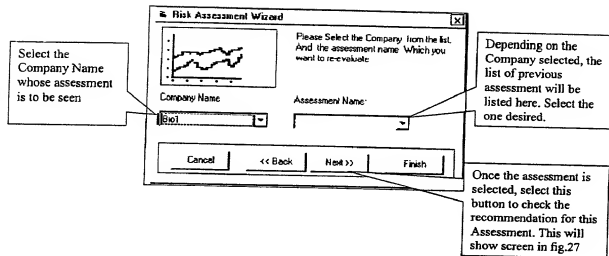 Risk Assessment Wizard
Please Select the Company from the list.
And the assessment name Which you
want to re-evaluate
Select the
Company Name
whose assessment
is to be seen
Depending on the
Company selected, the
list of previous
assessment will be
listed here. Select the
one desired.
Company Name
Assessment Name:
Bio1
Cancel
<< Back
Next >>
Finish
Once the assessment is
selected, select this
button to check the
recommendation for this
Assessment. This will
show screen in fig.27